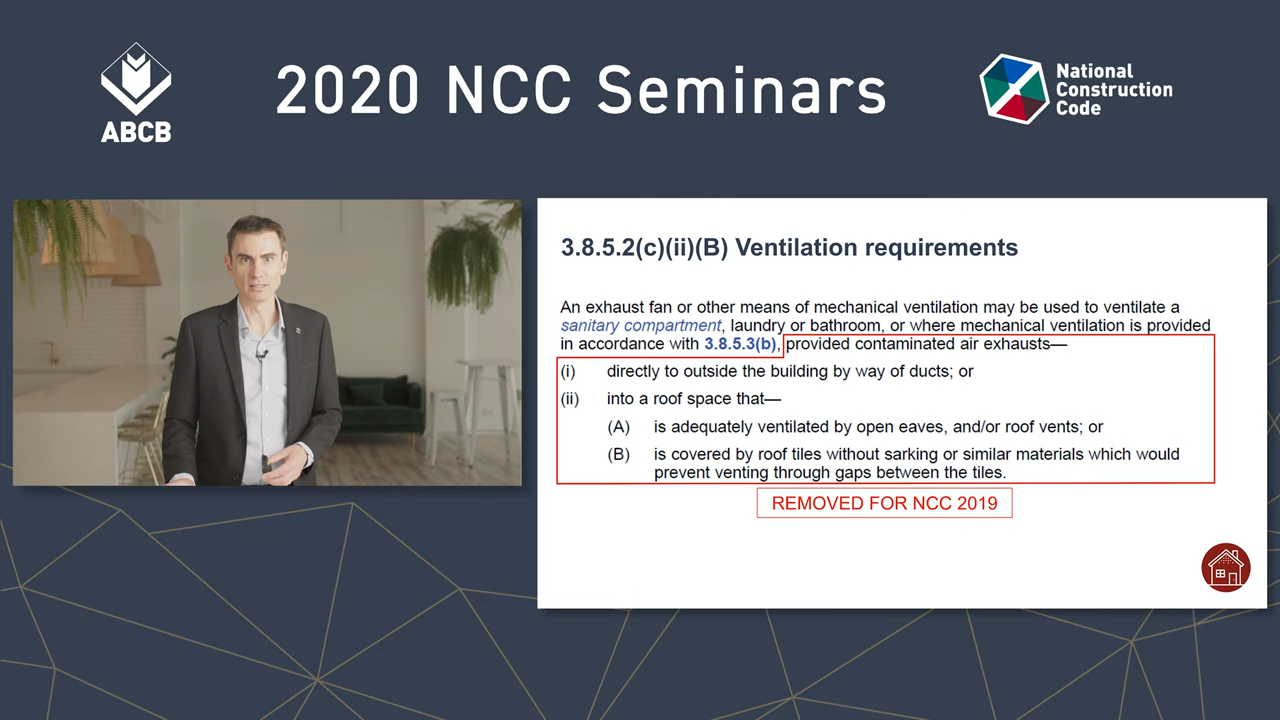 ABCB
2020 NCC Seminars
National
Construction
Code
3.8.5.2(c)(ii)(B) Ventilation requirements
An exhaust fan or other means of mechanical ventilation may be used to ventilate a
sanitary compartment, laundry or bathroom, or where mechanical ventilation is provided
in accordance with 3.8.5.3(b), provided contaminated air exhausts—
(i) directly to outside the building by way of ducts; or
(ii) into a roof space that—
(A) is adequately ventilated by open eaves, and/or roof vents; or
(B) is covered by roof tiles without sarking or similar materials which would
prevent venting through gaps between the tiles.
REMOVED FOR NCC 2019